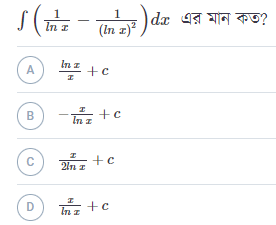 ∫ ( 1/ln x − 1/(ln x)² ) dx এর মান কত?
A ln x/x + c
B −x/ln x + c
C x/2ln x + c
D x/ln x + c